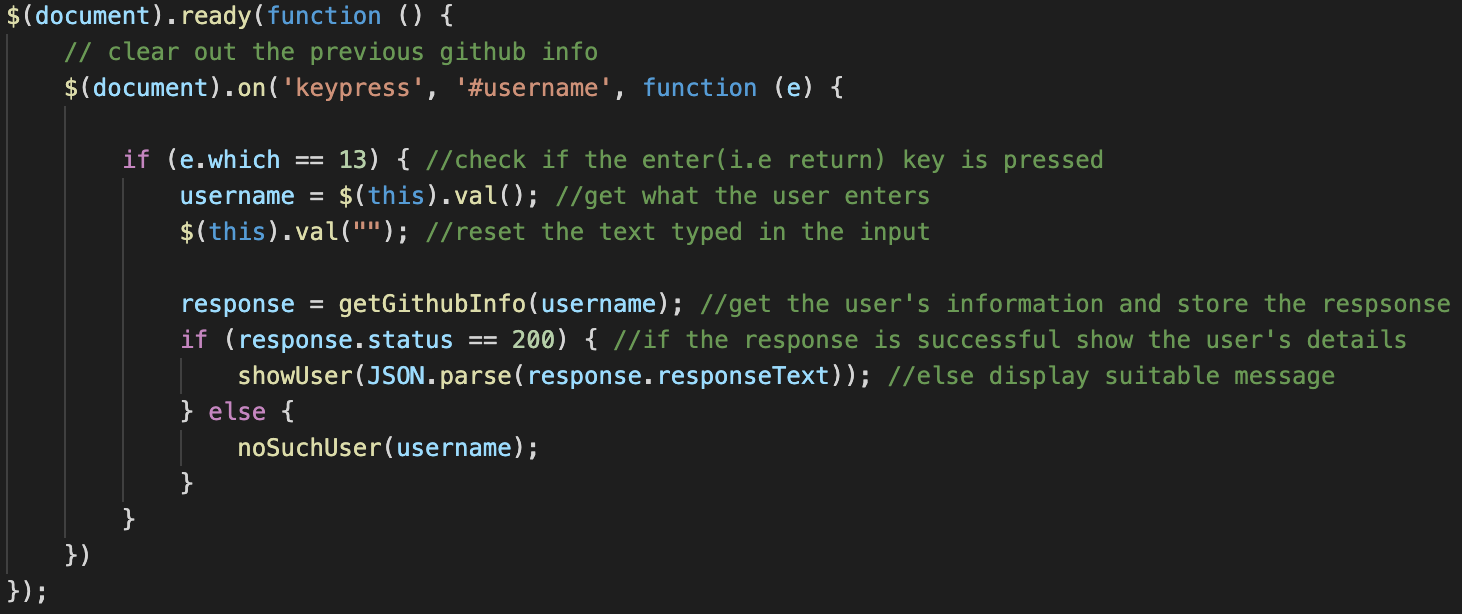 $(document).ready(function () {
    // clear out the previous github info
    $(document).on('keypress', '#username', function (e) {

        if (e.which == 13) { //check if the enter(i.e return) key is pressed
            username = $(this).val(); //get what the user enters
            $(this).val(""); //reset the text typed in the input

            response = getGithubInfo(username); //get the user's information and store the respsonse
            if (response.status == 200) { //if the response is successful show the user's details
                showUser(JSON.parse(response.responseText)); //else display suitable message
            } else {
                noSuchUser(username);
            }
        }
    })
});